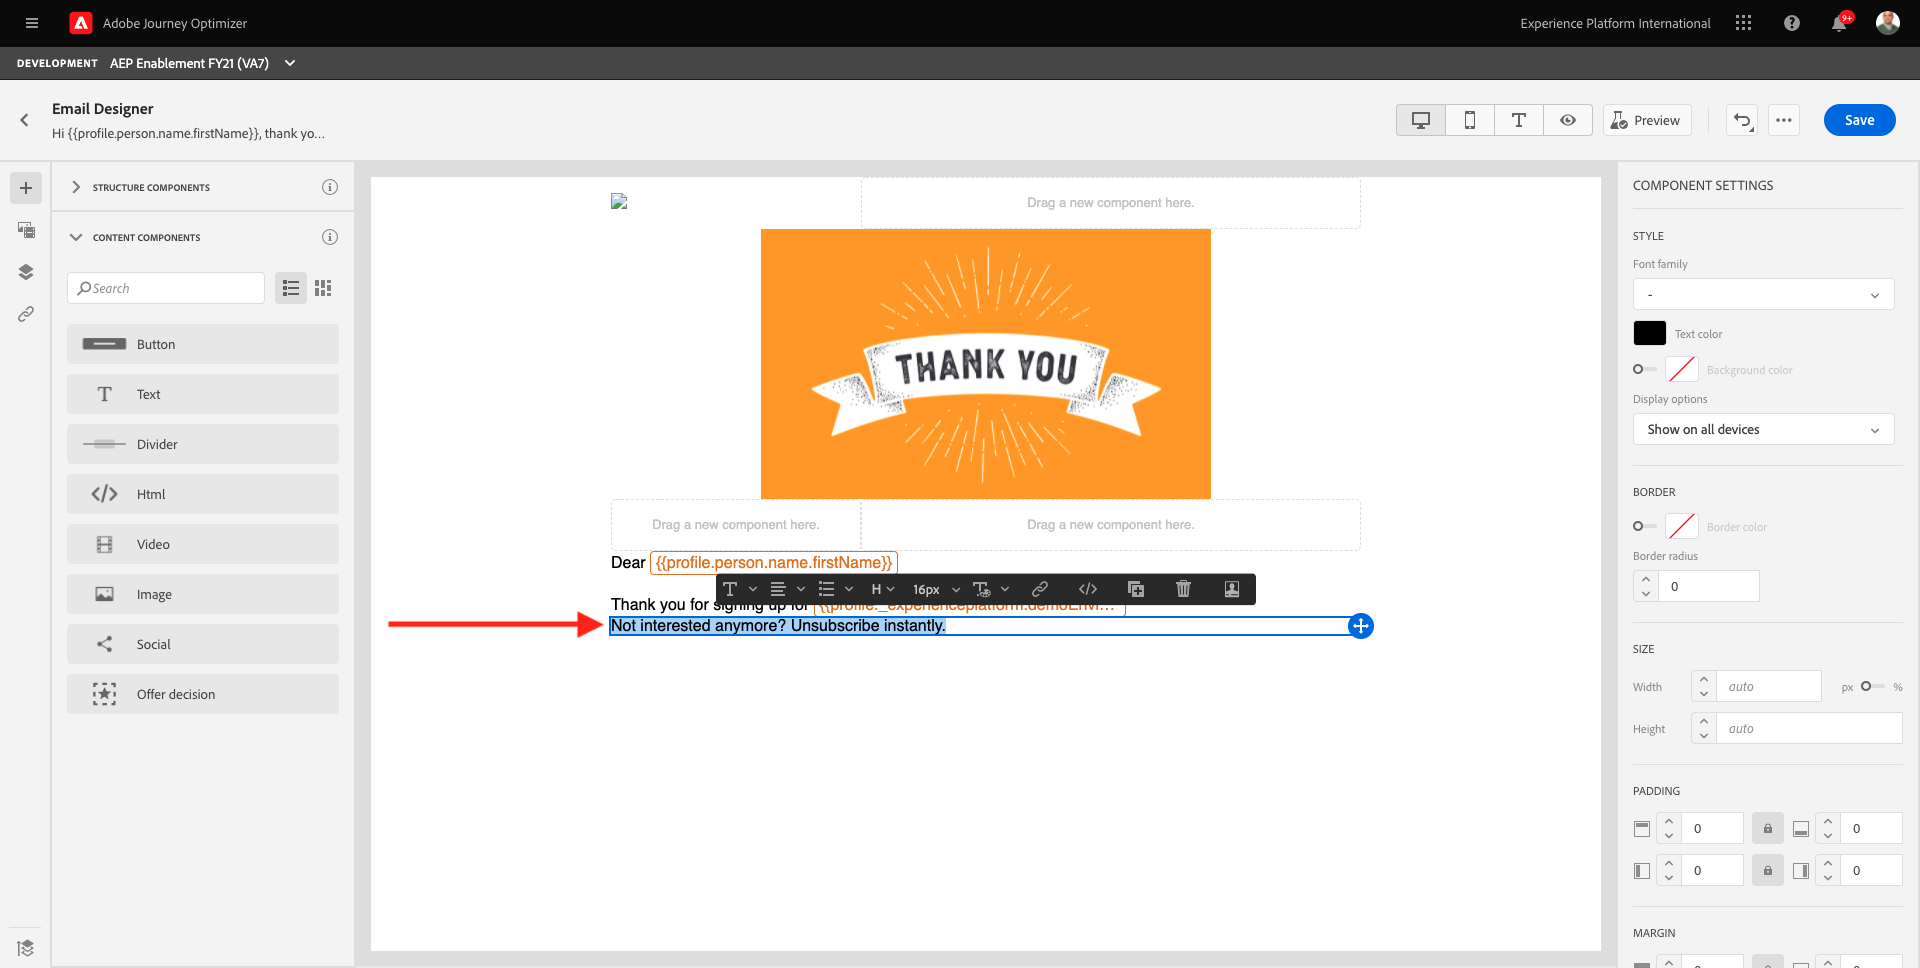 Adobe Journey Optimizer
Experience Platform International
9+
DEVELOPMENT AEP Enablement FY21 (VA7)
Email Designer
Hi {{profile.person.name.firstName}}, thank yo...
Preview
Save
STRUCTURE COMPONENTS
CONTENT COMPONENTS
Search
Button
Text
Divider
Html
Video
Image
Social
Offer decision
Drag a new component here.
THANK YOU
Drag a new component here.
Drag a new component here.
Dear {{profile.person.name.firstName}}
H 16px
Thank you for signing up for {{profile._experienceplatform.demoEnvi...
Not interested anymore? Unsubscribe instantly.
COMPONENT SETTINGS
STYLE
Font family
-
Text color
Background color
Display options
Show on all devices
BORDER
Border color
Border radius
0
SIZE
Width auto px %
Height auto
PADDING
0 0
0 0
MARGIN